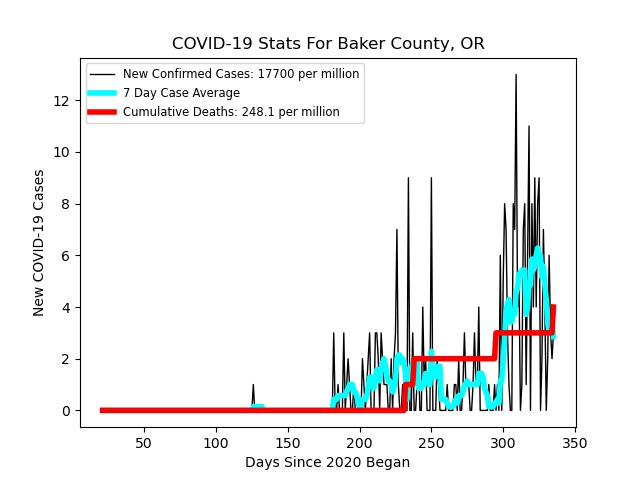 COVID-19 Stats For Baker County, OR
New Confirmed Cases: 17700 per million
7 Day Case Average
Cumulative Deaths: 248.1 per million
New COVID-19 Cases
12
10
8
6
4
2
0
50 100 150 200 250 300 350
Days Since 2020 Began